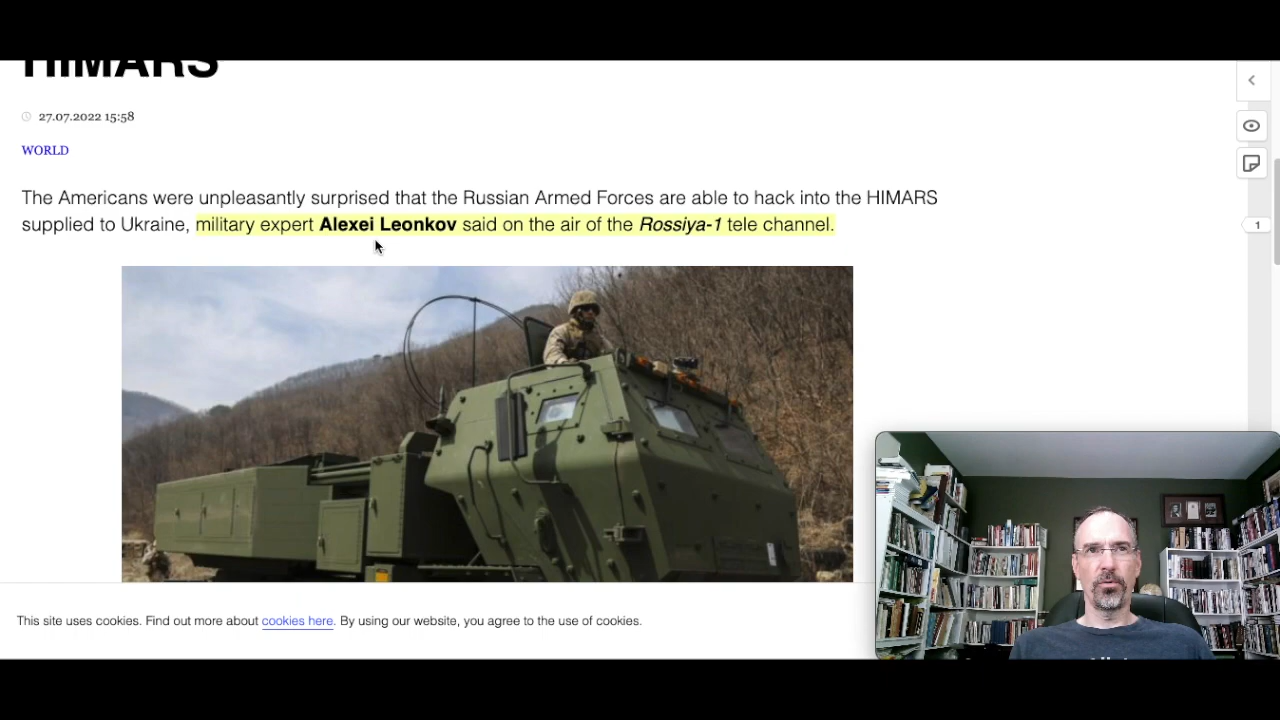 HIMARS
27.07.2022 15:58
WORLD
The Americans were unpleasantly surprised that the Russian Armed Forces are able to hack into the HIMARS
supplied to Ukraine, military expert Alexei Leonkov said on the air of the Rossiya-1 tele channel.
1
This site uses cookies. Find out more about cookies here. By using our website, you agree to the use of cookies.